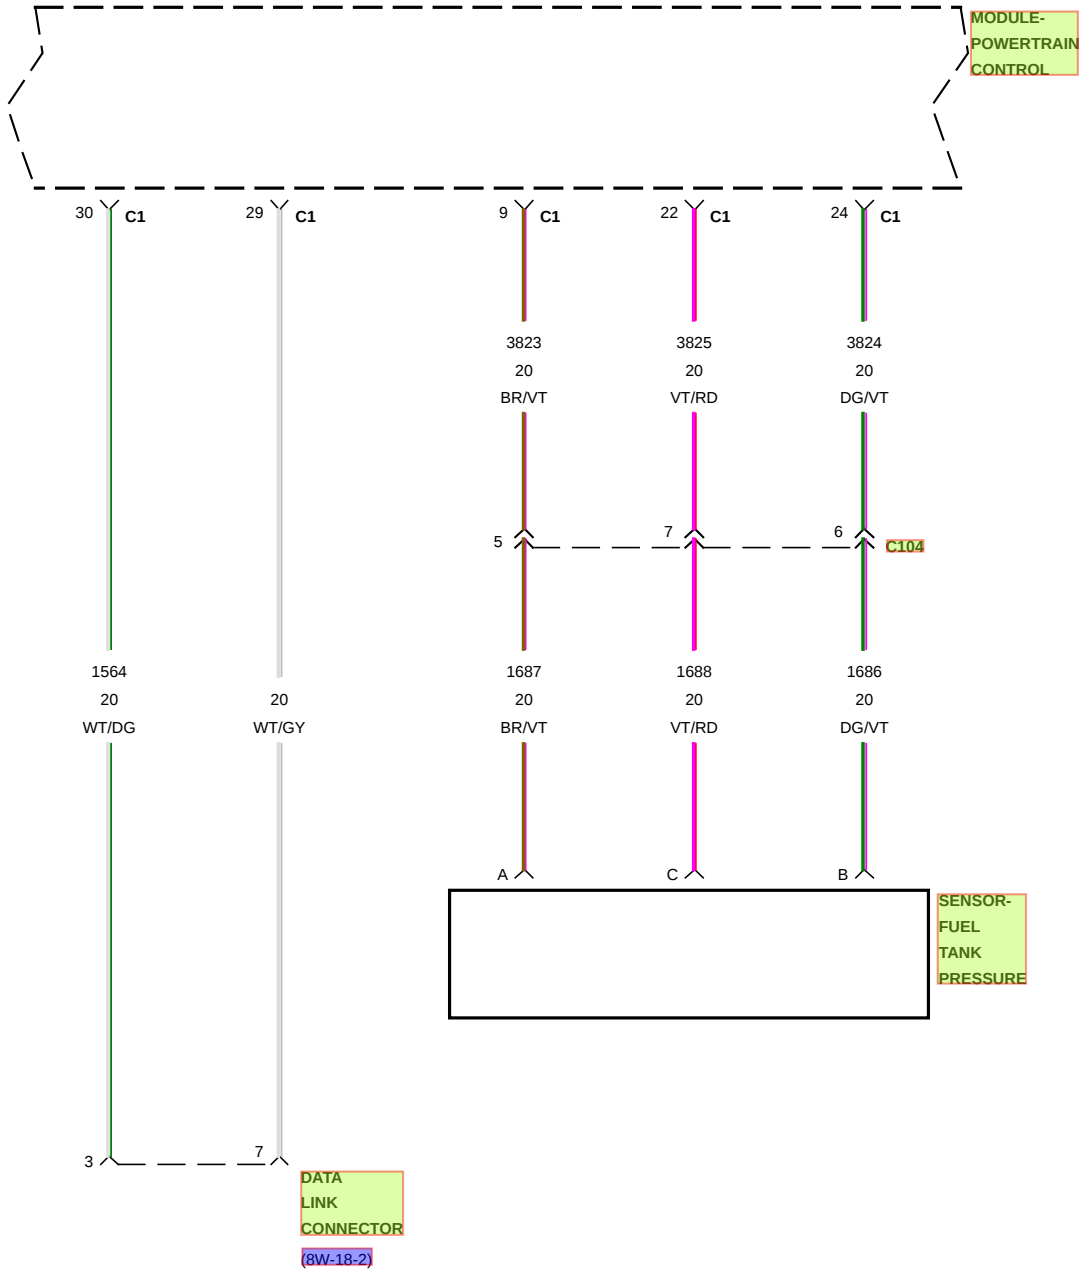 MODULE-
POWERTRAIN
CONTROL
30 C1 29 C1 9 C1 22 C1 24 C1
3823 3825 3824
20 20 20
BR/VT VT/RD DG/VT
5 7 6 C104
1564 1687 1688 1686
20 20 20 20 20
WT/DG WT/GY BR/VT VT/RD DG/VT
A C B
SENSOR-
FUEL
TANK
PRESSURE
3 7
DATA
LINK
CONNECTOR
(8W-18-2)